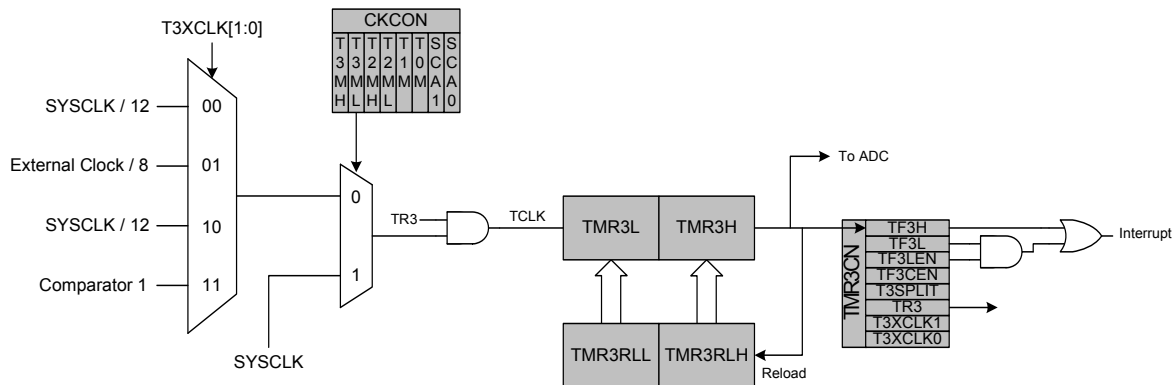 T3XCLK[1:0]
CKCON
T3MH
T3ML
T2MH
T2ML
T1M
T0M
SCA1
SCA0
SYSCLK / 12
00
External Clock / 8
01
SYSCLK / 12
10
Comparator 1
11
0
1
SYSCLK
TR3
TCLK
TMR3L
TMR3H
To ADC
TMR3RLL
TMR3RLH
Reload
TMR3CN
TF3H
TF3L
TF3LEN
TF3CEN
T3SPLIT
TR3
T3XCLK1
T3XCLK0
Interrupt